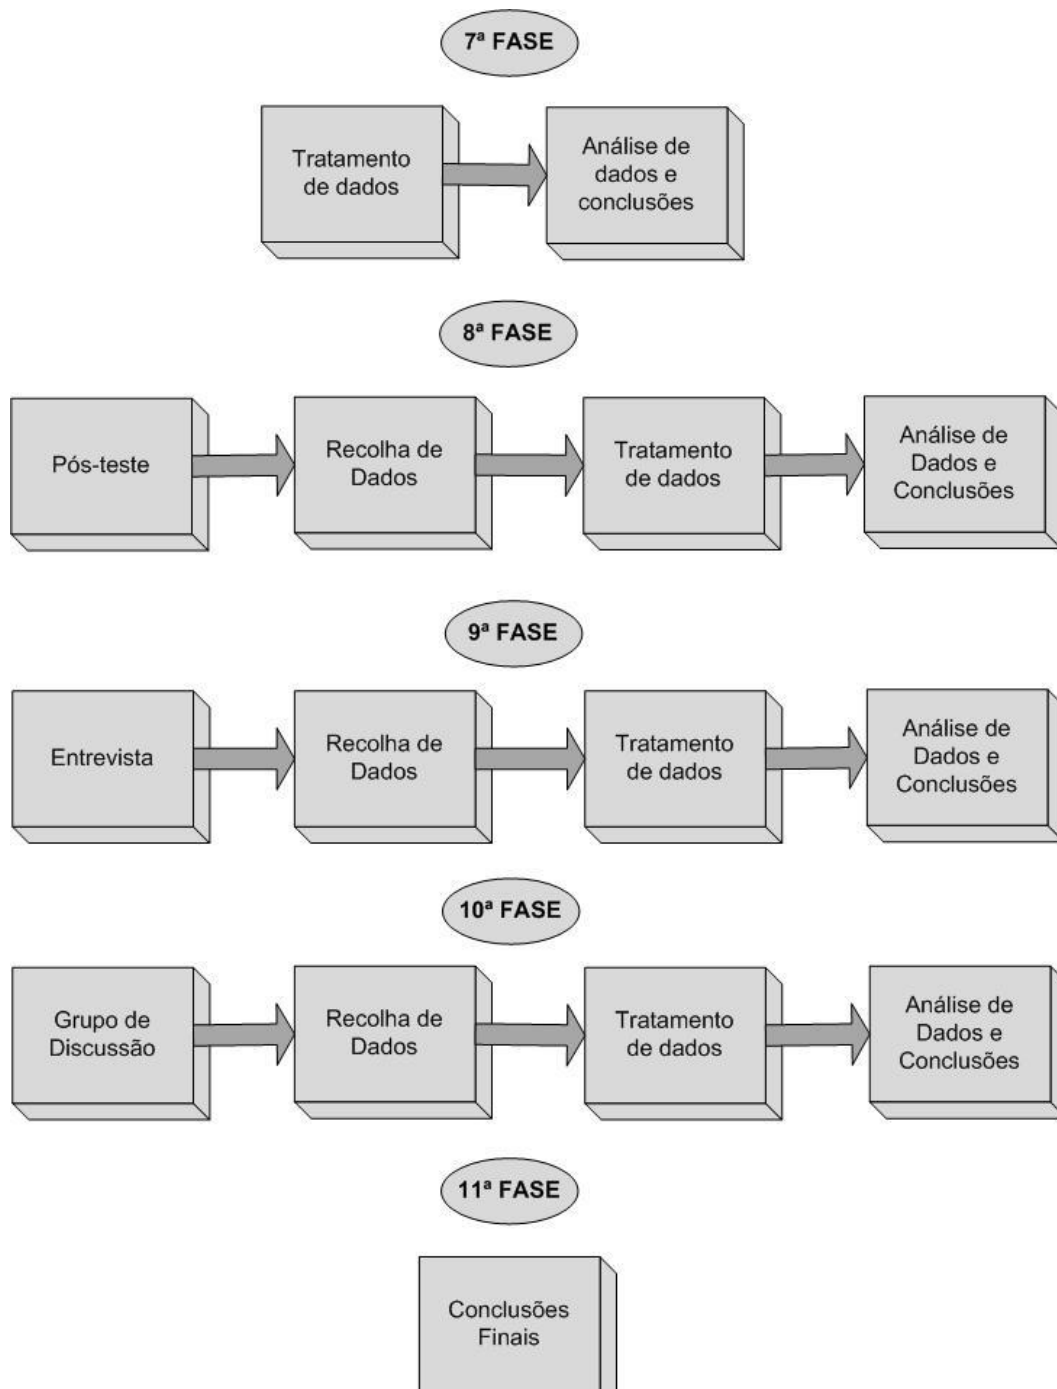 7ª FASE
Tratamento
de dados
Análise de
dados e
conclusões
8ª FASE
Pós-teste
Recolha de
Dados
Tratamento
de dados
Análise de
Dados e
Conclusões
9ª FASE
Entrevista
Recolha de
Dados
Tratamento
de dados
Análise de
Dados e
Conclusões
10ª FASE
Grupo de
Discussão
Recolha de
Dados
Tratamento
de dados
Análise de
Dados e
Conclusões
11ª FASE
Conclusões
Finais